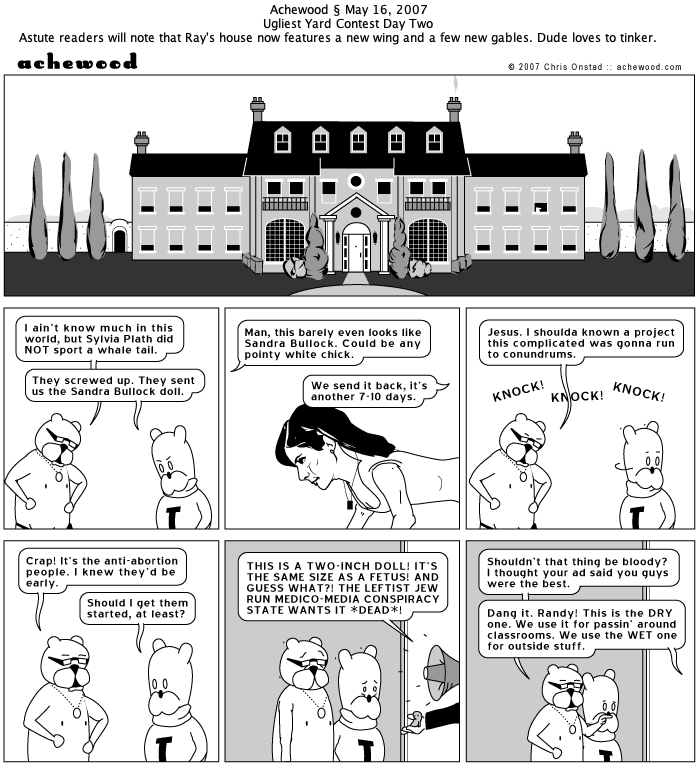 Achewood § May 16, 2007
Ugliest Yard Contest Day Two
Astute readers will note that Ray's house now features a new wing and a few new gables. Dude loves to tinker.
achewood
© 2007 Chris Onstad :: achewood.com
I ain't know much in this
world, but Sylvia Plath did
NOT sport a whale tail.
They screwed up. They sent
us the Sandra Bullock doll.
Man, this barely even looks like
Sandra Bullock. Could be any
pointy white chick.
We send it back, it's
another 7-10 days.
Jesus. I shoulda known a project
this complicated was gonna run
to conundrums.
KNOCK!
KNOCK!
KNOCK!
T
Crap! It's the anti-abortion
people. I knew they'd be
early.
Should I get them
started, at least?
T
THIS IS A TWO-INCH DOLL! IT'S
THE SAME SIZE AS A FETUS! AND
GUESS WHAT?! THE LEFTIST JEW
GUN MEDICO-MEDIA CONSPIRACY
STATE WANTS IT *DEAD*!
T
Shouldn't that thing be bloody?
I thought your ad said you guys
were the best.
Dang it, Randy! This is the DRY
one. We use it for passin' around
classrooms. We use the WET one
for outside stuff.
T